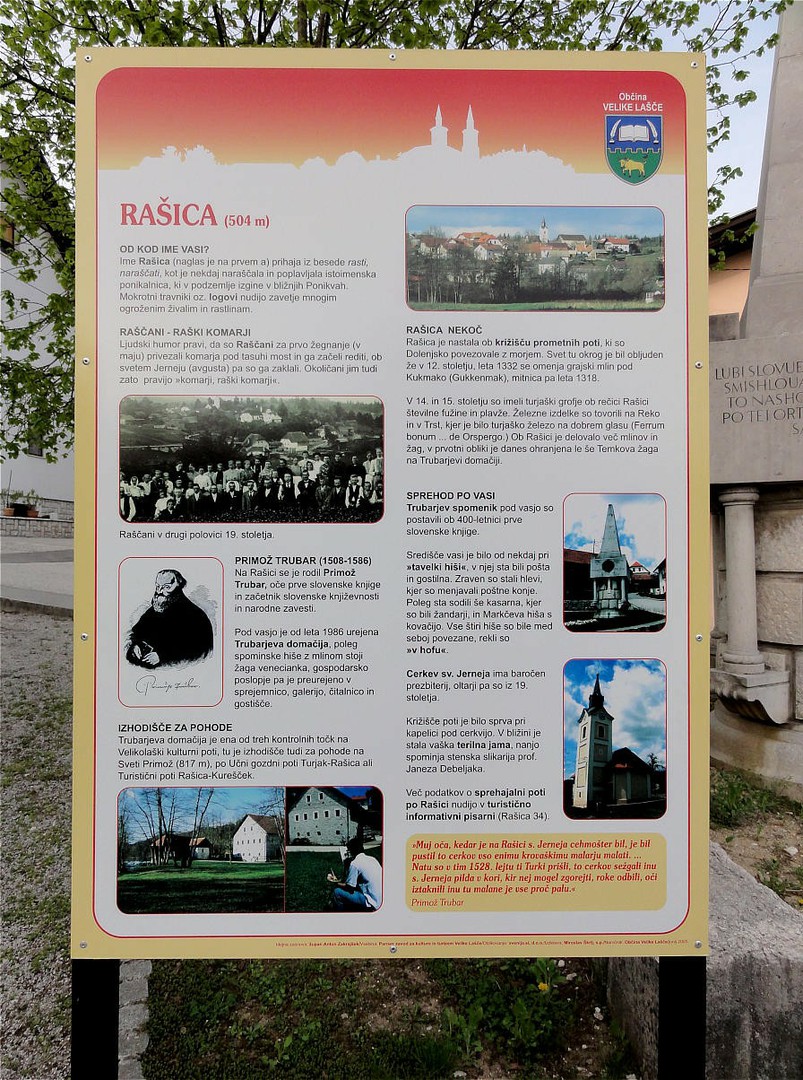 Občina
VELIKE LAŠČE
RAŠICA (504 m)
OD KOD IME VASI?
Ime Rašica (naglas je na prvem a) prihaja iz besede rasti,
naraščati, kot je nekdaj naraščala in poplavljala istoimenska
ponikalnica, ki v podzemlje izgine v bližnjih Ponikvah.
Mokrotni travniki oz. logovi nudijo zavetje mnogim
ogroženim živalim in rastlinam.
RAŠČANI - RAŠKI KOMARJI
Ljudski humor pravi, da so Raščani za prvo žegnanje (v
maju) privezali komarja pod tasuhi most in ga začeli rediti, ob
svetem Jerneju (avgusta) pa so ga zaklali. Okoličani jim tudi
zato pravijo »komarji, raški komarji«.
Raščani v drugi polovici 19. stoletja.
PRIMOŽ TRUBAR (1508-1586)
Na Rašici se je rodil Primož
Trubar, oče prve slovenske knjige
in začetnik slovenske književnosti
in narodne zavesti.
Pod vasjo je od leta 1986 urejena
Trubarjeva domačija, poleg
spominske hiše z mlinom stoji
žaga venecianka, gospodarsko
poslopje pa je preurejeno v
sprejemnico, galerijo, čitalnico in
gostišče.
Primož Trubar.
IZHODIŠČE ZA POHODE
Trubarjeva domačija je ena od treh kontrolnih točk na
Velikolaški kulturni poti, tu je izhodišče tudi za pohode na
Sveti Primož (817 m), po Učni gozdni poti Turjak-Rašica ali
Turistični poti Rašica-Kurešček.
RAŠICA NEKOČ
Rašica je nastala ob križišču prometnih poti, ki so
Dolenjsko povezovale z morjem. Svet tu okrog je bil obljuden
že v 12. stoletju, leta 1332 se omenja grajski mlin pod
Kukmako (Gukkenmak), mitnica pa leta 1318.
V 14. in 15. stoletju so imeli turjaški grofje ob rečici Rašici
številne fužine in plavže. Železne izdelke so tovorili na Reko
in v Trst, kjer je bilo turjaško železo na dobrem glasu (Ferrum
bonum ... de Orspergo.) Ob Rašici je delovalo več mlinov in
žag, v prvotni obliki je danes ohranjena le še Temkova žaga
na Trubarjevi domačiji.
SPREHOD PO VASI
Trubarjev spomenik pod vasjo so
postavili ob 400-letnici prve
slovenske knjige.
Središče vasi je bilo od nekdaj pri
»tavelki hiši«, v njej sta bili pošta
in gostilna. Zraven so stali hlevi,
kjer so menjavali poštne konje.
Poleg sta sodili še kasarna, kjer
so bili žandarji, in Markčeva hiša s
kovačijo. Vse štiri hiše so bile med
seboj povezane, rekli so
»v hofu«.
Cerkev sv. Jerneja ima baročen
prezbiterij, oltarji pa so iz 19.
stoletja.
Križišče poti je bilo sprva pri
kapelici pod cerkvijo. V bližini je
stala vaška terilna jama, nanjo
spominja stenska slikarija prof.
Janeza Debeljaka.
Več podatkov o sprehajalni poti
po Rašici nudijo v turistično
informativni pisarni (Rašica 34).
»Muj oča, kedar je na Rašici s. Jerneja cehmošter bil, je bil
pustil to cerkov vso enimu krovaškimu malarju malati. ...
Natu so v tim 1528. lejtu ti Turki prišli, to cerkov sežgali inu
s. Jerneja pilda v kori, kir nej mogel zgorejti, roke odbili, oči
iztaknili inu tu malane je vse proč palu.«
Primož Trubar
LUBI SLOVE
SMISHLOVA
TO NASHO
PO TEI ORT